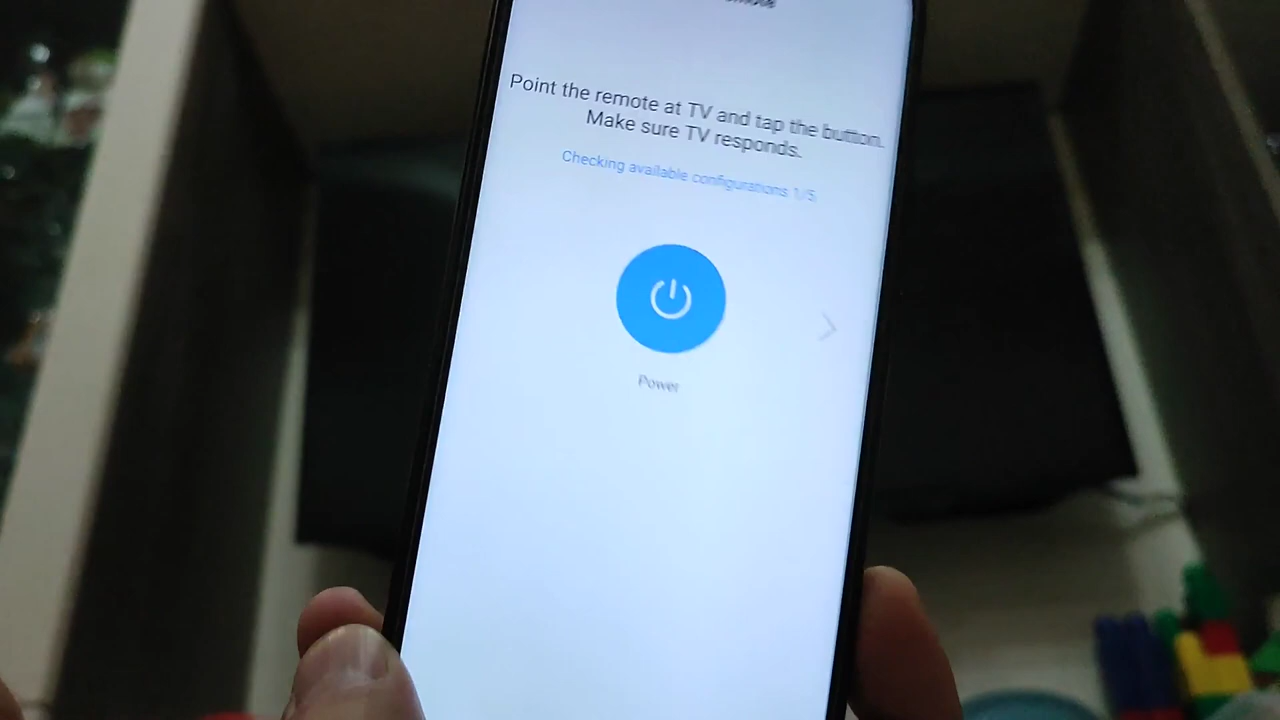 Point the remote at TV and tap the button.
Make sure TV responds.
Checking available configurations 1/5
Power